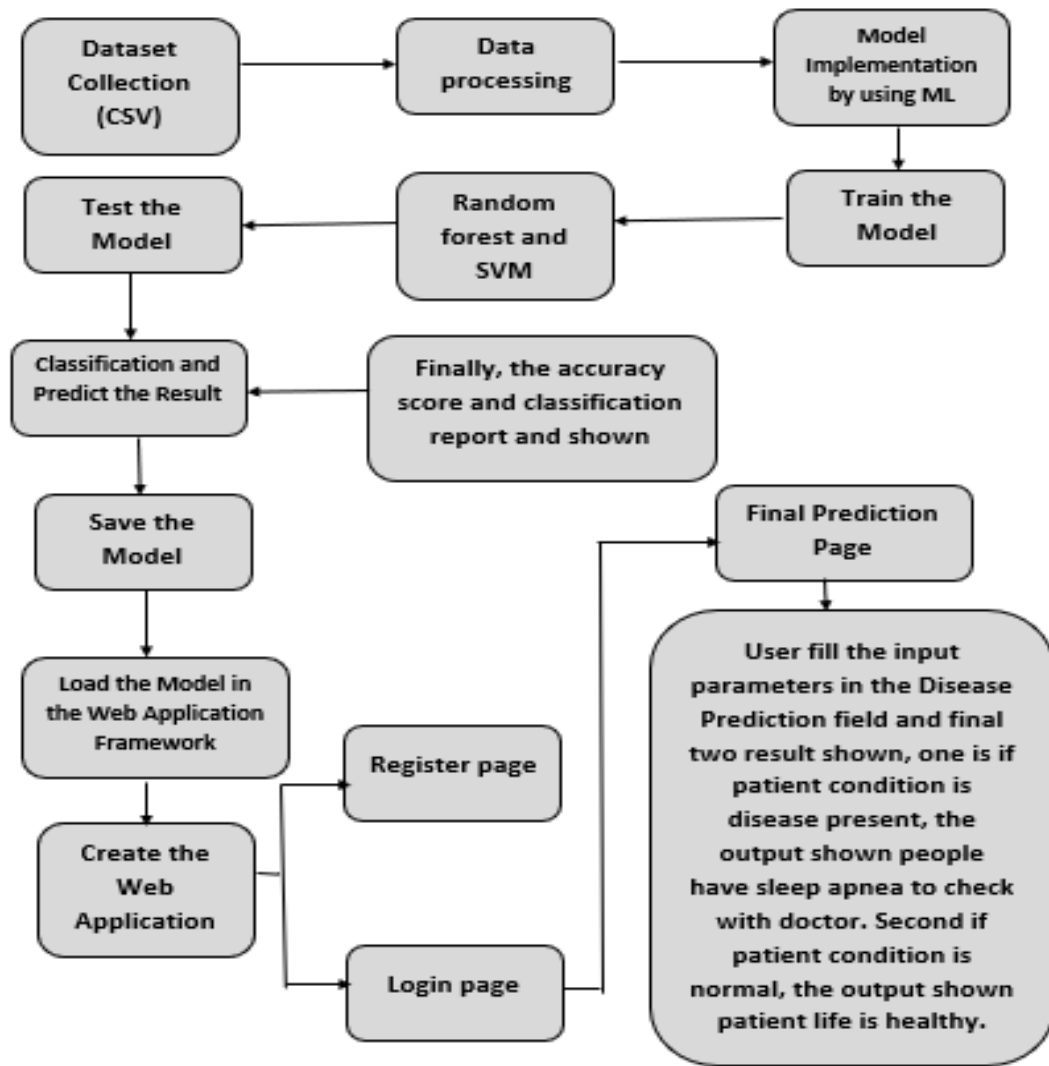 Dataset
Collection
(CSV)
Data
processing
Model
Implementation
by using ML
Train the
Model
Random
forest and
SVM
Test the
Model
Classification and
Predict the Result
Finally, the accuracy
score and classification
report and shown
Save the
Model
Final Prediction
Page
Load the Model in
the Web Application
Framework
Create the
Web
Application
Register page
Login page
User fill the input
parameters in the Disease
Prediction field and final
two result shown, one is if
patient condition is
disease present, the
output shown people
have sleep apnea to check
with doctor. Second if
patient condition is
normal, the output shown
patient life is healthy.